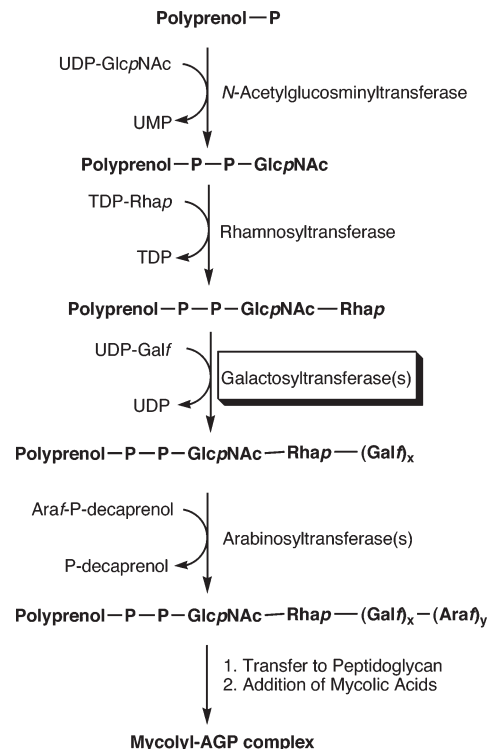 Polyprenol—P
UDP-GlcpNAc
N-Acetylglucosminyltransferase
UMP
Polyprenol—P—P—GlcpNAc
TDP-Rhap
Rhamnosyltransferase
TDP
Polyprenol—P—P—GlcpNAc—Rhap
UDP-Galf
Galactosyltransferase(s)
UDP
Polyprenol—P—P—GlcpNAc—Rhap—(Galf)x
Araf-P-decaprenol
Arabinosyltransferase(s)
P-decaprenol
Polyprenol—P—P—GlcpNAc—Rhap—(Galf)x—(Araf)y
1. Transfer to Peptidoglycan
2. Addition of Mycolic Acids
Mycolyl-AGP complex